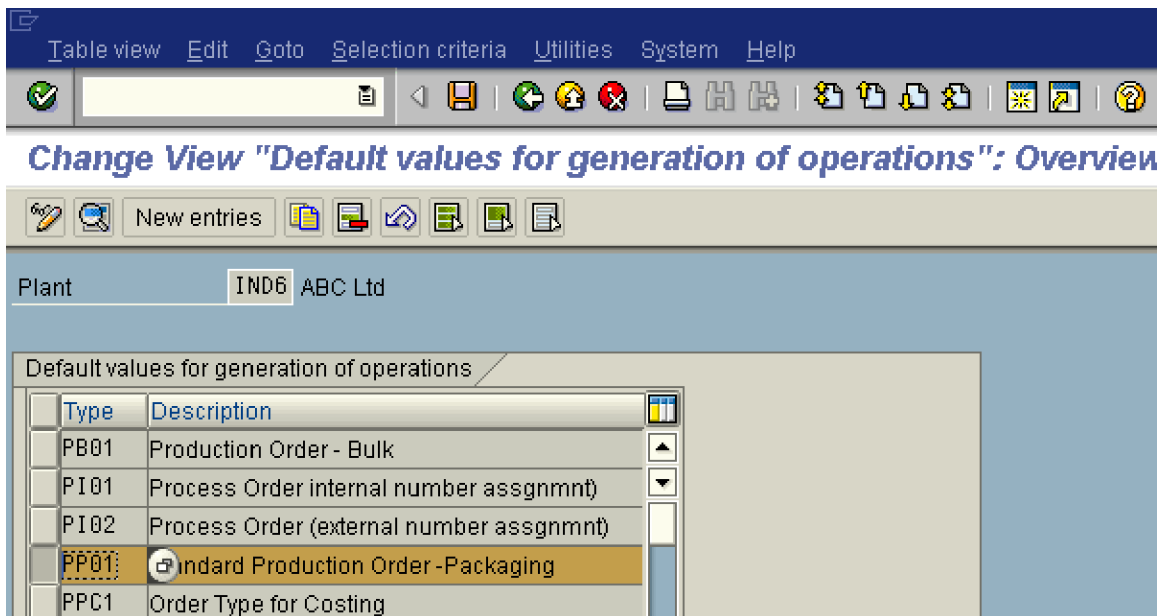 Table view Edit Goto Selection criteria Utilities System Help
Change View "Default values for generation of operations": Overview
New entries
Plant IND6 ABC Ltd
Default values for generation of operations
Type Description
PB01 Production Order - Bulk
PI01 Process Order internal number assgnmnt)
PI02 Process Order (external number assgnmnt)
PP01 ndard Production Order -Packaging
PPC1 Order Type for Costing